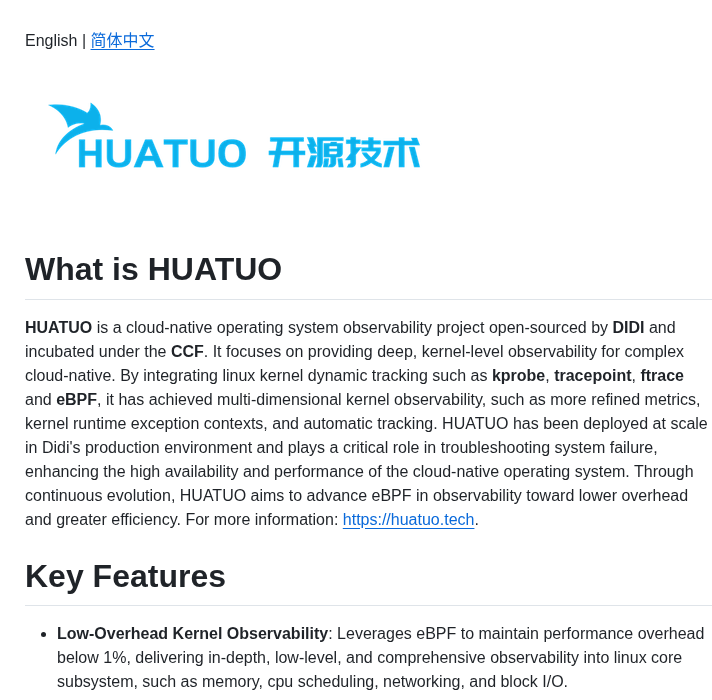 English | 简体中文
HUATUO 开源技术
What is HUATUO
HUATUO is a cloud-native operating system observability project open-sourced by DIDI and
incubated under the CCF. It focuses on providing deep, kernel-level observability for complex
cloud-native. By integrating linux kernel dynamic tracking such as kprobe, tracepoint, ftrace
and eBPF, it has achieved multi-dimensional kernel observability, such as more refined metrics,
kernel runtime exception contexts, and automatic tracking. HUATUO has been deployed at scale
in Didi's production environment and plays a critical role in troubleshooting system failure,
enhancing the high availability and performance of the cloud-native operating system. Through
continuous evolution, HUATUO aims to advance eBPF in observability toward lower overhead
and greater efficiency. For more information: https://huatuo.tech.
Key Features
• Low-Overhead Kernel Observability: Leverages eBPF to maintain performance overhead
below 1%, delivering in-depth, low-level, and comprehensive observability into linux core
subsystem, such as memory, cpu scheduling, networking, and block I/O.